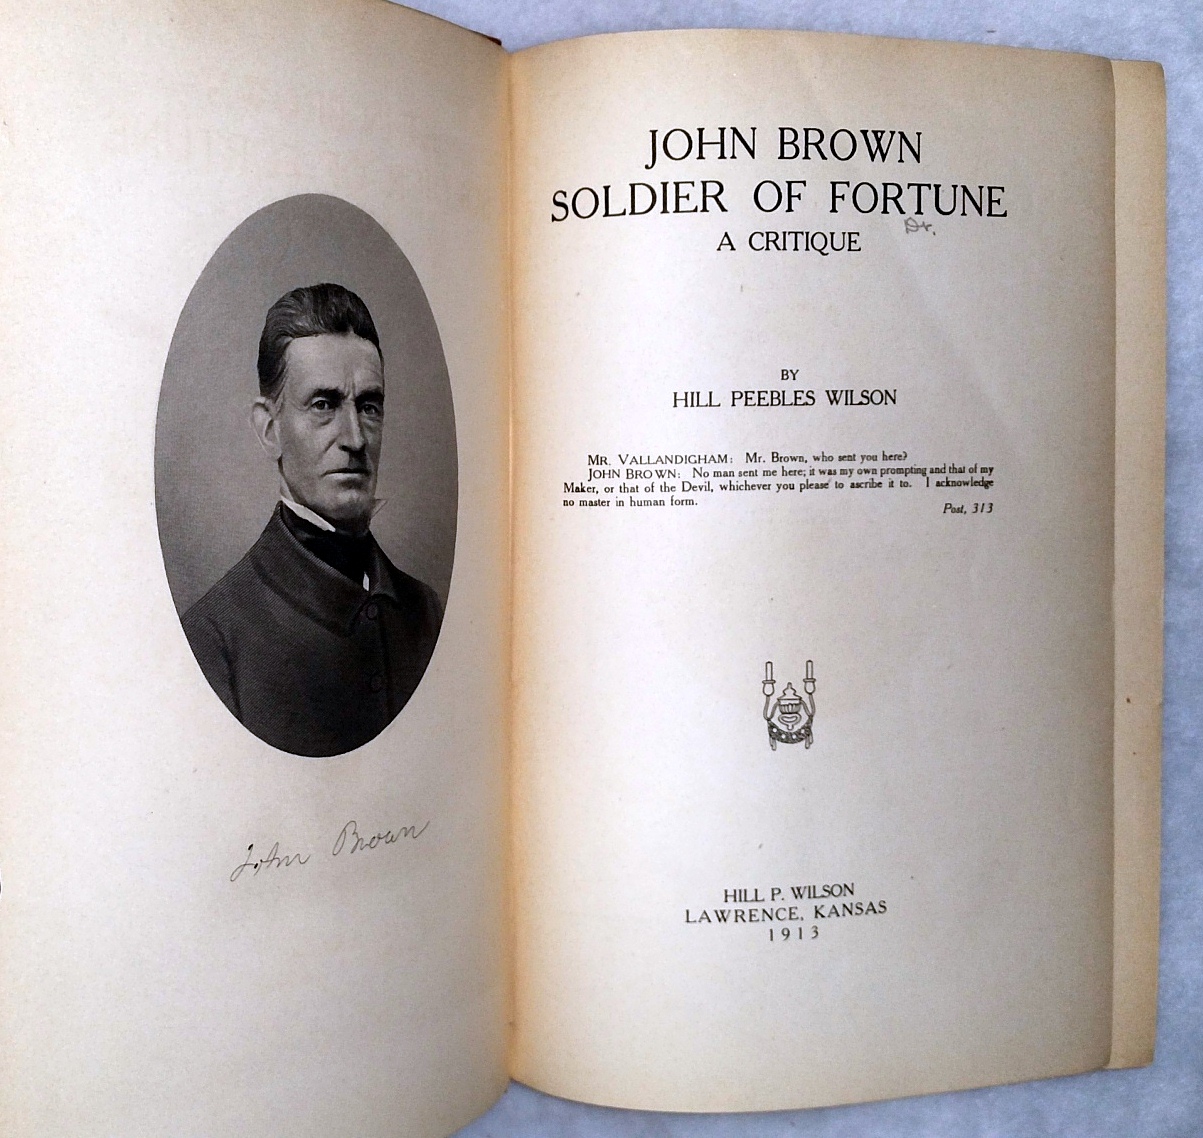 John Brown
JOHN BROWN
SOLDIER OF FORTUNE
Dr.
A CRITIQUE
BY
HILL PEEBLES WILSON
MR. VALLANDIGHAM: Mr. Brown, who sent you here?
JOHN BROWN: No man sent me here; it was my own prompting and that of my
Maker, or that of the Devil, whichever you please to ascribe it to. I acknowledge
no master in human form.
Post, 313
HILL P. WILSON
LAWRENCE, KANSAS
1913